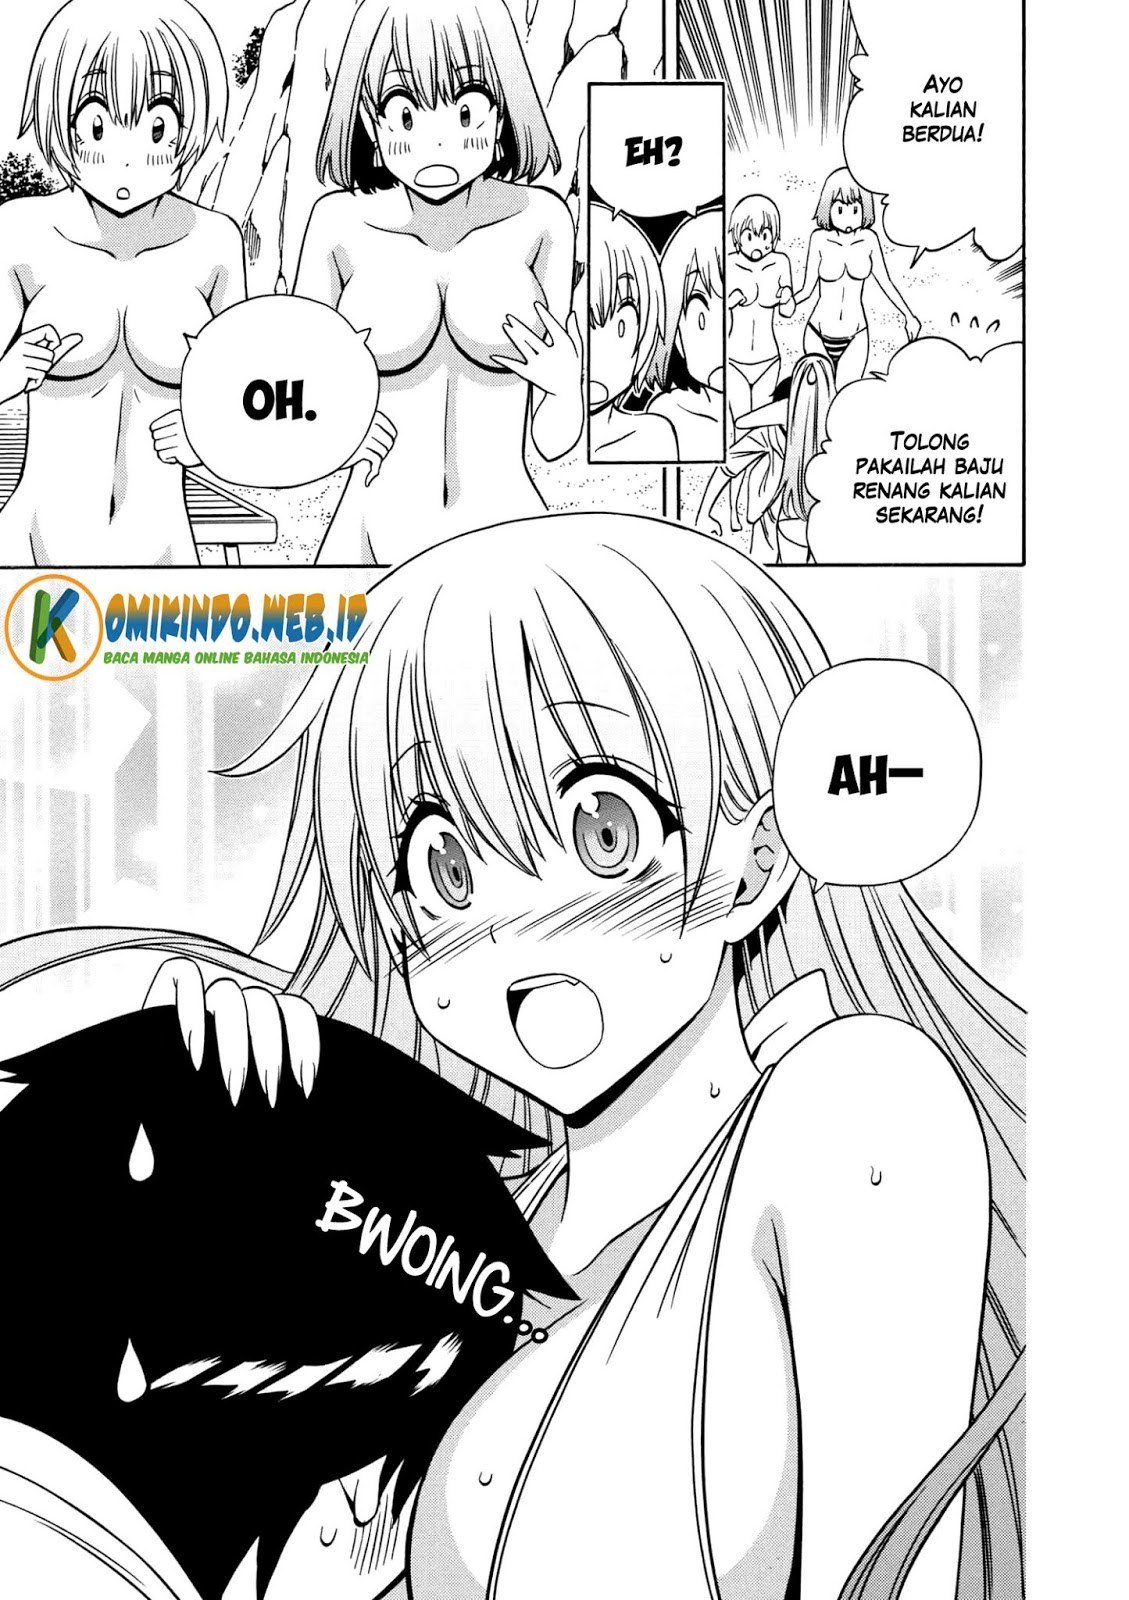 AYO
KALIAN
BERDUA!
TOLONG
PAKAILAH BAJU
RENANG KALIAN
SEKARANG!
EH?
OH.
KOMIKINDO.WEB.ID
BACA MANGA ONLINE BAHASA INDONESIA
AH—
BWOING...